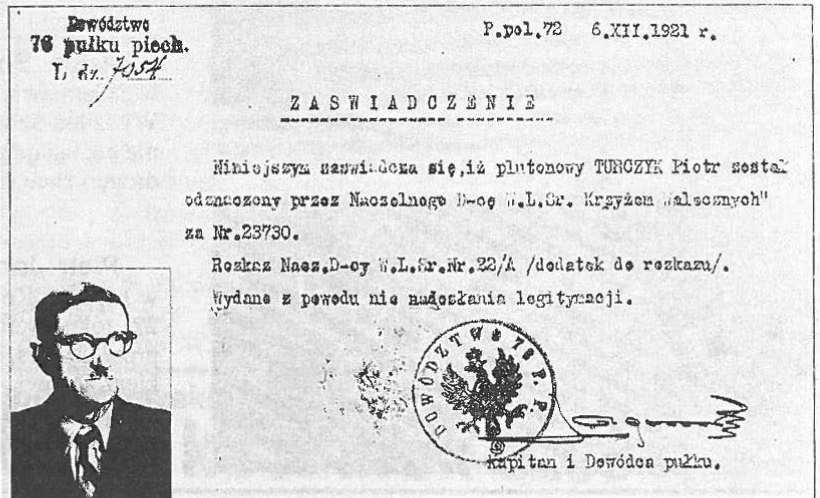 Dowództwo
76 pułku piech.
L. dz. 7054
P.pol.72 6.XII.1921 r.
ZASWIADCZENIE
Niniejszym zaswiadcza się,iż plutonowy TURCZYK Piotr został
odznaczony przez Naczelnego D-cę W.L.Sr. Krzyżem Walecznych"
za Nr.23730.
Rozkaz Nacz.D-cy W.L.Sr.Nr.22/A /dodatek do rozkazu/.
Wydane z powodu nie nadesłania legitymacji.
DOWÓDZTWO 76 P. P.
Kapitan i Dowódca pułku.